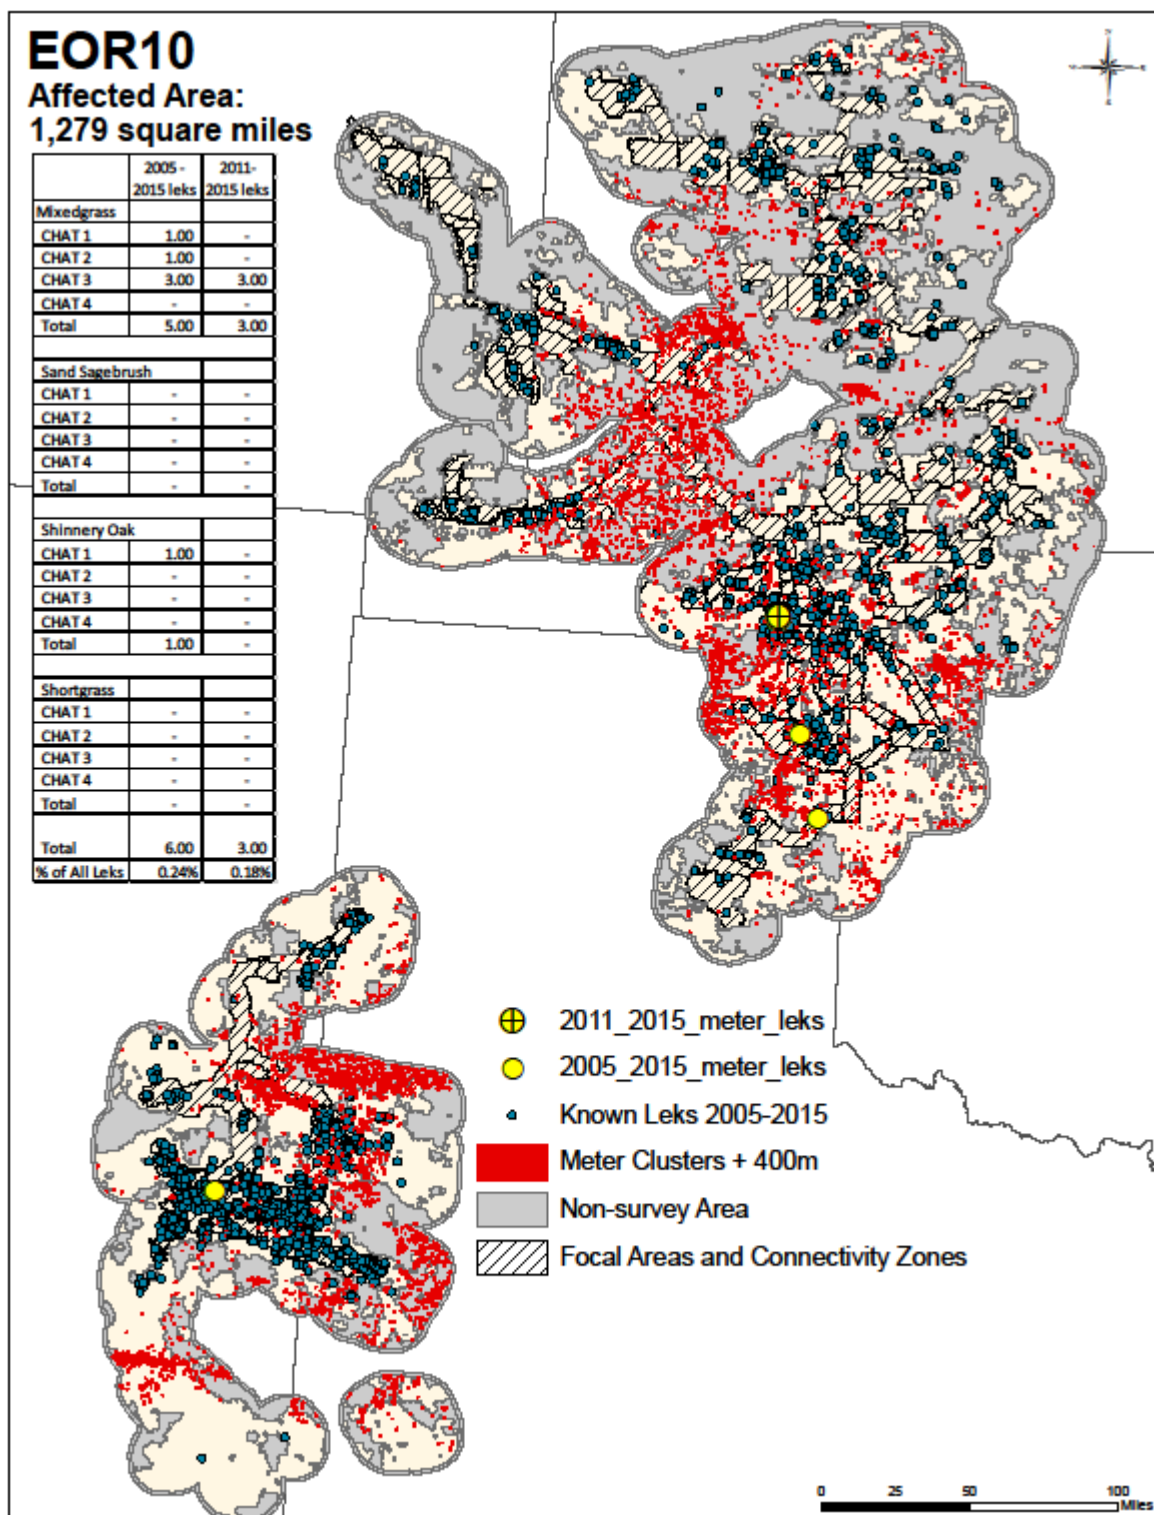 EOR10
Affected Area:
1,279 square miles
2005 - 2011-
2015 leks 2015 leks
Mixedgrass
CHAT 1 1.00 -
CHAT 2 1.00 -
CHAT 3 3.00 3.00
CHAT 4 - -
Total 5.00 3.00
Sand Sagebrush
CHAT 1 - -
CHAT 2 - -
CHAT 3 - -
CHAT 4 - -
Total - -
Shinnery Oak
CHAT 1 1.00 -
CHAT 2 - -
CHAT 3 - -
CHAT 4 - -
Total 1.00 -
Shortgrass
CHAT 1 - -
CHAT 2 - -
CHAT 3 - -
CHAT 4 - -
Total - -
Total 6.00 3.00
% of All Leks 0.24% 0.18%
2011_2015_meter_leks
2005_2015_meter_leks
Known Leks 2005-2015
Meter Clusters + 400m
Non-survey Area
Focal Areas and Connectivity Zones
0 25 50 100
Miles